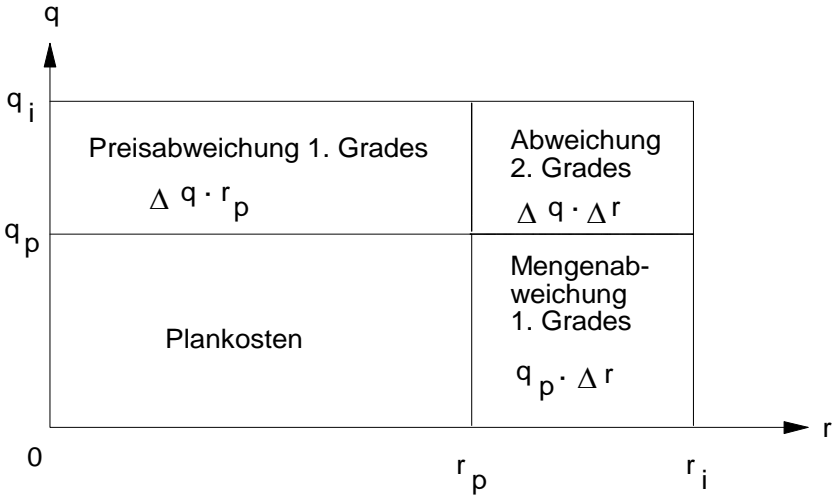 q
q i
Preisabweichung 1. Grades
Δ q · r p
Abweichung
2. Grades
Δ q · Δ r
q p
Plankosten
Mengenab-
weichung
1. Grades
q p · Δ r
r
0
r p
r i